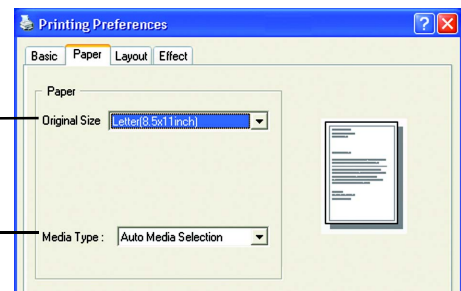 Printing Preferences
Basic Paper Layout Effect
Paper
Original Size Letter(8.5x11inch)
Media Type : Auto Media Selection